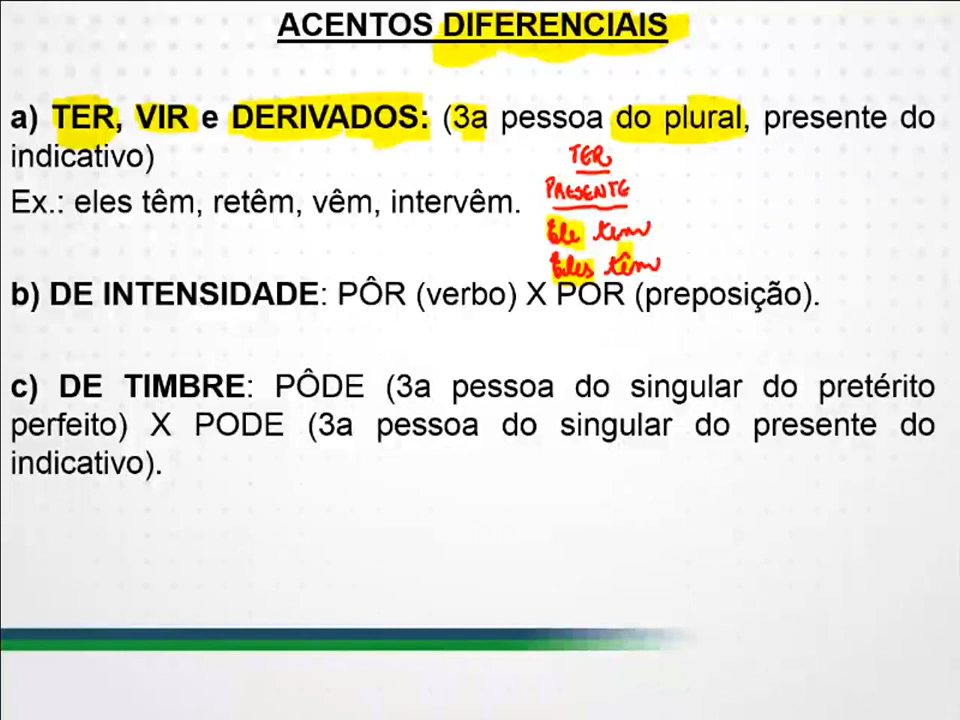 ACENTOS DIFERENCIAIS
a) TER, VIR e DERIVADOS: (3a pessoa do plural, presente do
indicativo)
TER
PRESENTE
Ex.: eles têm, retêm, vêm, intervêm.
Ele tem
Eles têm
b) DE INTENSIDADE: PÔR (verbo) X POR (preposição).
c) DE TIMBRE: PÔDE (3a pessoa do singular do pretérito
perfeito) X PODE (3a pessoa do singular do presente do
indicativo).